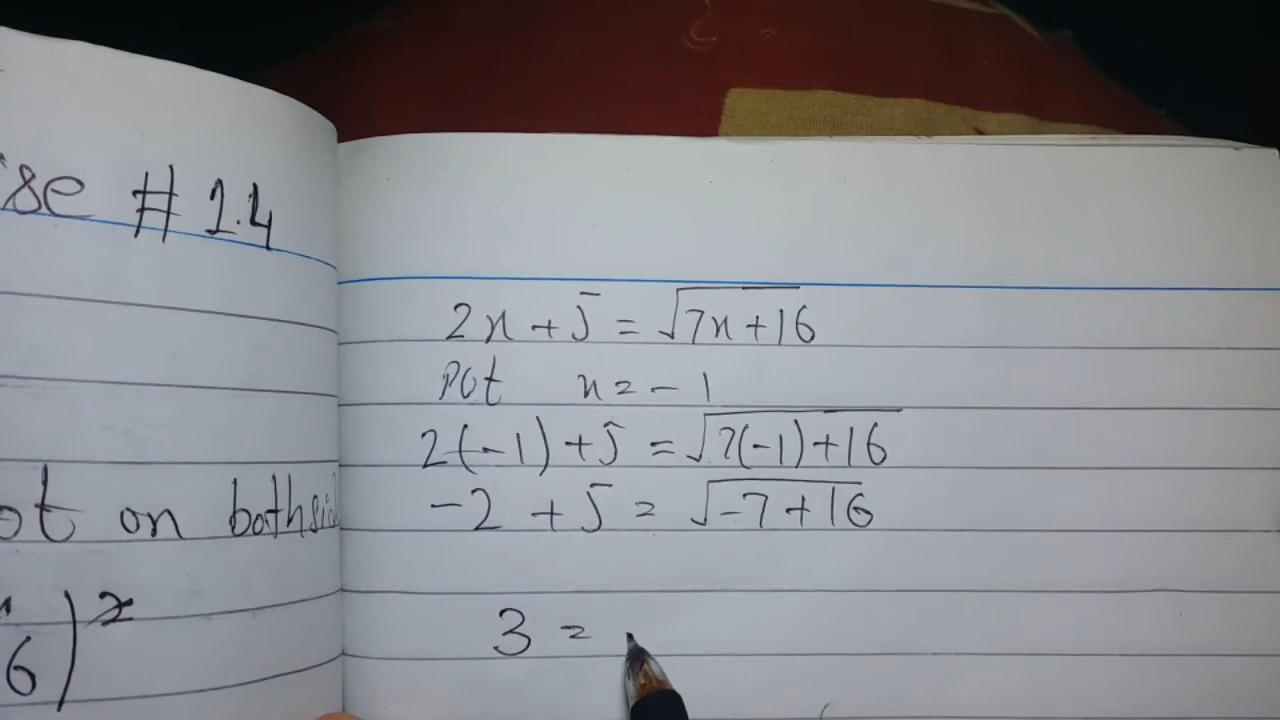 se # 1.4
ot on bothsi
6)²
2x+5 = √7x+16
Put x = -1
2(-1)+5 = √7(-1)+16
-2 + 5 = √-7+16
3 =